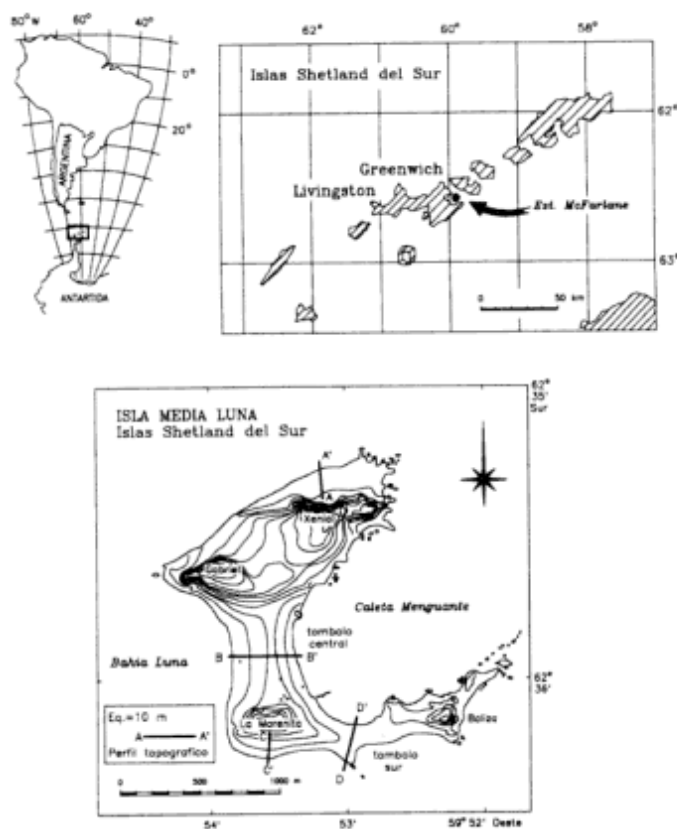 80° W 60° 40°
0°
20°
ARGENTINA
ANTARTIDA
62° 60° 58°
Islas Shetland del Sur
62°
Greenwich
Livingston
Est. McFarlane
63°
0 50 km
62°
35'
Sur
ISLA MEDIA LUNA
Islas Shetland del Sur
A'
A
Xenia
Gabriel
Caleta Menguante
tombolo
central
Bahia Luna
B B'
62°
36'
D'
La Morenita
C
Baliza
Eq.=10 m
A A'
Perfil topografico
C'
D
tombolo
sur
0 500 1000 m
54' 53' 59° 52' Oeste